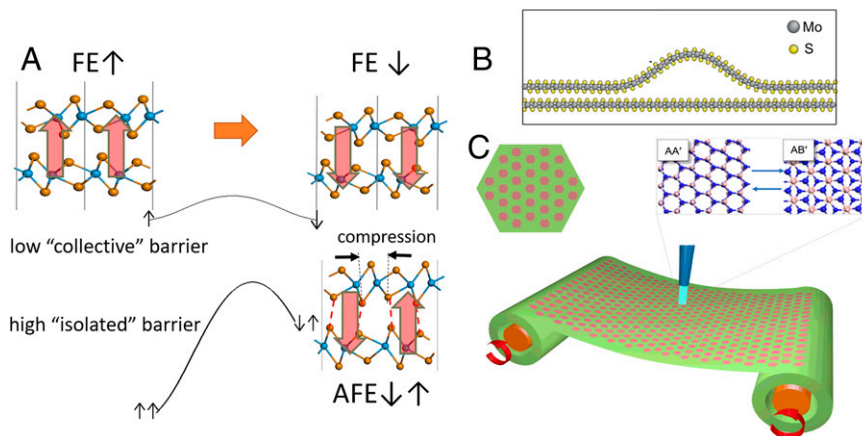 A
FE↑
FE ↓
low “collective” barrier
↑
↓
compression
high “isolated” barrier
↓↑
↑↑
AFE↓↑
B
Mo
S
C
AA'
AB'